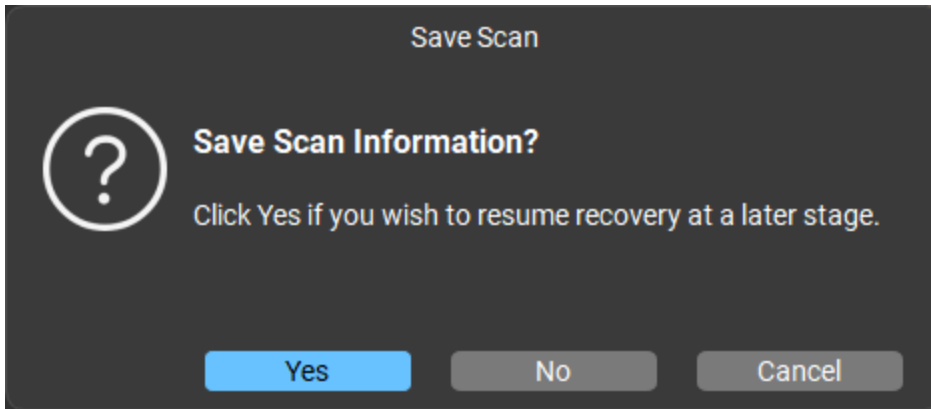 Save Scan
Save Scan Information?
Click Yes if you wish to resume recovery at a later stage.
Yes
No
Cancel